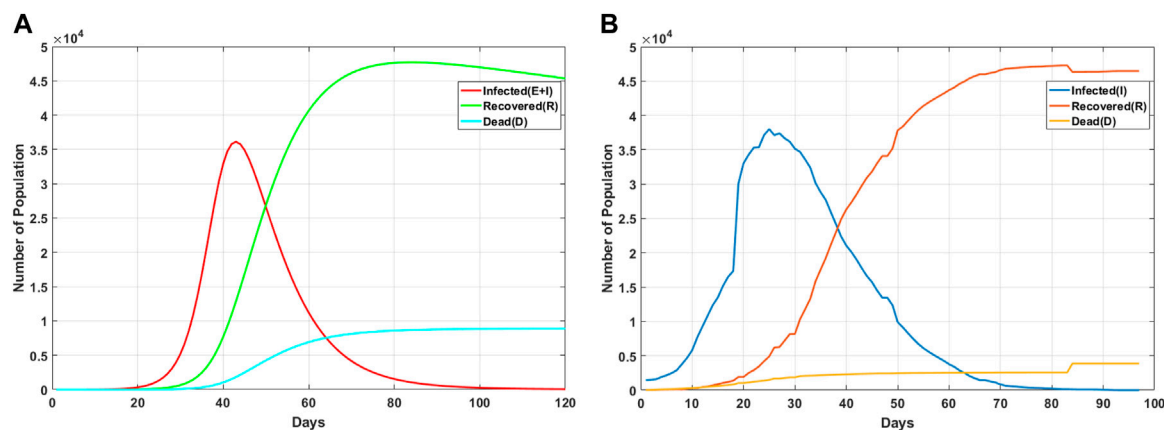 A
×10⁴
5
4.5
4
3.5
3
2.5
2
1.5
1
0.5
0
Number of Population
0 20 40 60 80 100 120
Days
Infected(E+I)
Recovered(R)
Dead(D)
B
×10⁴
5
4.5
4
3.5
3
2.5
2
1.5
1
0.5
0
Number of Population
0 10 20 30 40 50 60 70 80 90 100
Days
Infected(I)
Recovered(R)
Dead(D)